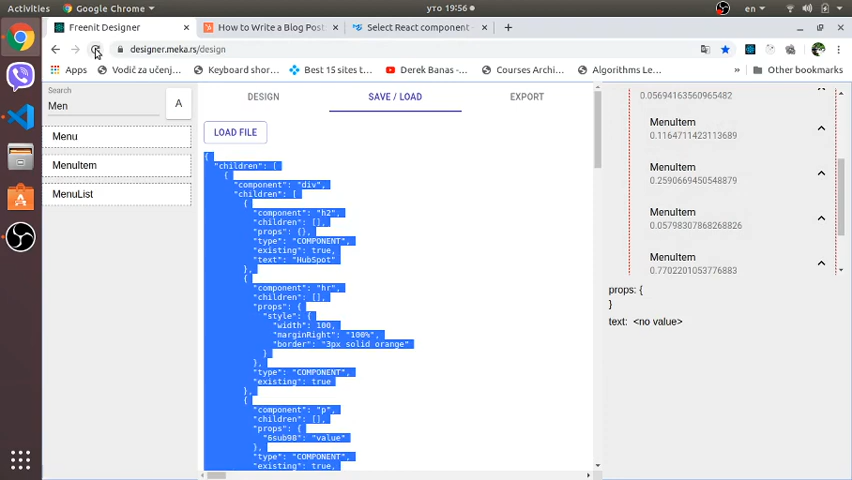 Activities
Google Chrome
уто 19:56
en
Freenit Designer
How to Write a Blog Post
Select React component -
designer.meka.rs/design
Apps
Vodič za učenj...
Keyboard shor...
Best 15 sites t...
Derek Banas -...
Courses Archi...
Algorithms Le...
»
Other bookmarks
Search
Men
A
Menu
MenuItem
MenuList
DESIGN
SAVE / LOAD
EXPORT
LOAD FILE
{
"children": [
{
"component": "div",
"children": [
{
"component": "h2",
"children": [],
"props": {},
"type": "COMPONENT",
"existing": true,
"text": "HubSpot"
},
{
"component": "hr",
"children": [],
"props": {
"style": {
"width": 100,
"marginRight": "100%",
"border": "3px solid orange"
}
},
"type": "COMPONENT",
"existing": true
},
{
"component": "p",
"children": [],
"props": {
"6sub98": "value"
},
"type": "COMPONENT",
"existing": true,
0.05694163560965482
MenuItem
0.1164711423113689
MenuItem
0.2590669450548879
MenuItem
0.05798307868268826
MenuItem
0.7702201053776883
props: {
}
text: <no value>